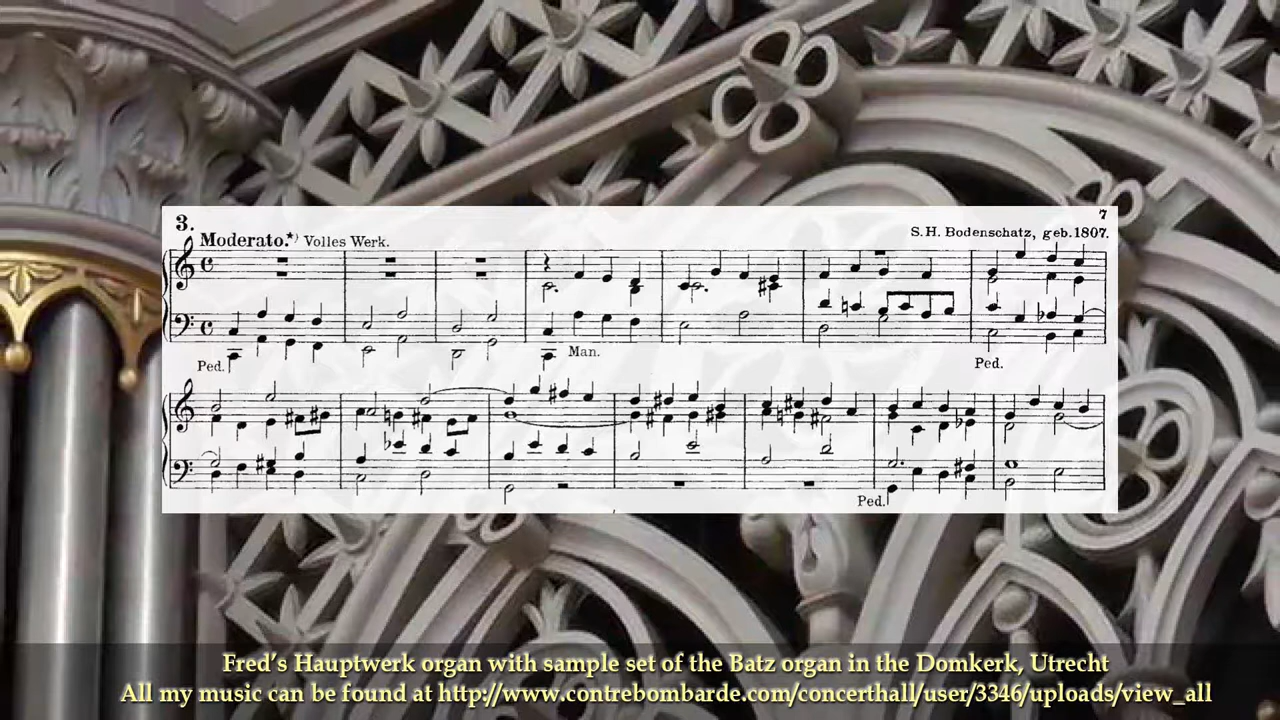 3.
7
Moderato.*) Volles Werk.
S.H. Bodenschatz, geb.1807.
Ped.
Man.
Ped.
Ped.
Fred's Hauptwerk organ with sample set of the Batz organ in the Domkerk, Utrecht
All my music can be found at http://www.contrebombarde.com/concerthall/user/3346/uploads/view_all